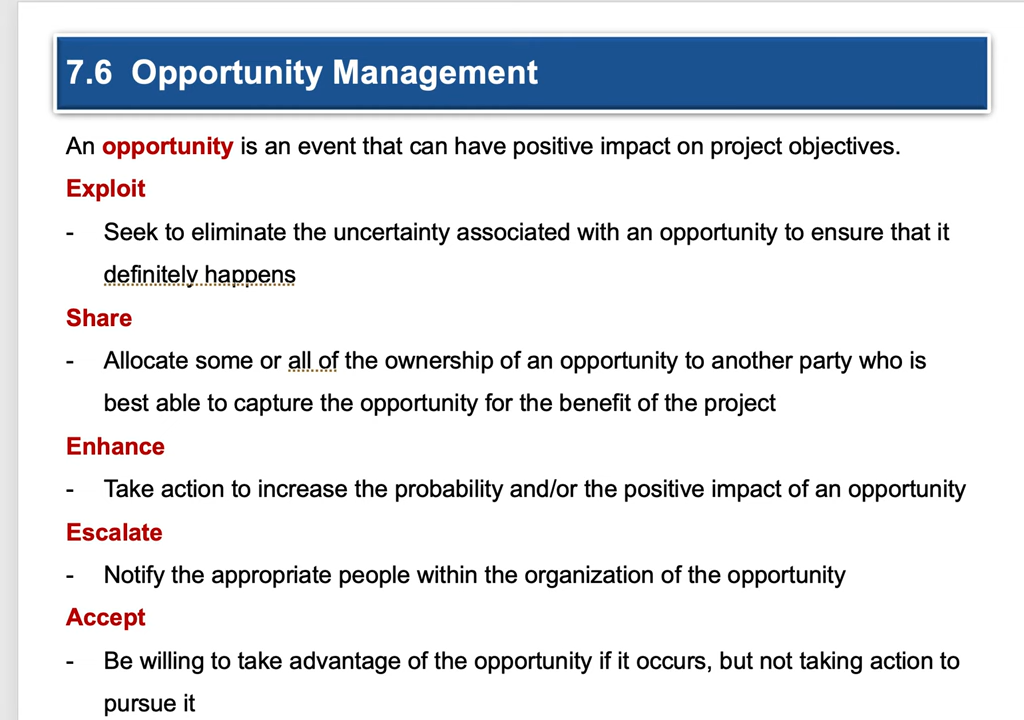 7.6 Opportunity Management
An opportunity is an event that can have positive impact on project objectives.
Exploit
- Seek to eliminate the uncertainty associated with an opportunity to ensure that it
definitely happens
Share
- Allocate some or all of the ownership of an opportunity to another party who is
best able to capture the opportunity for the benefit of the project
Enhance
- Take action to increase the probability and/or the positive impact of an opportunity
Escalate
- Notify the appropriate people within the organization of the opportunity
Accept
- Be willing to take advantage of the opportunity if it occurs, but not taking action to
pursue it